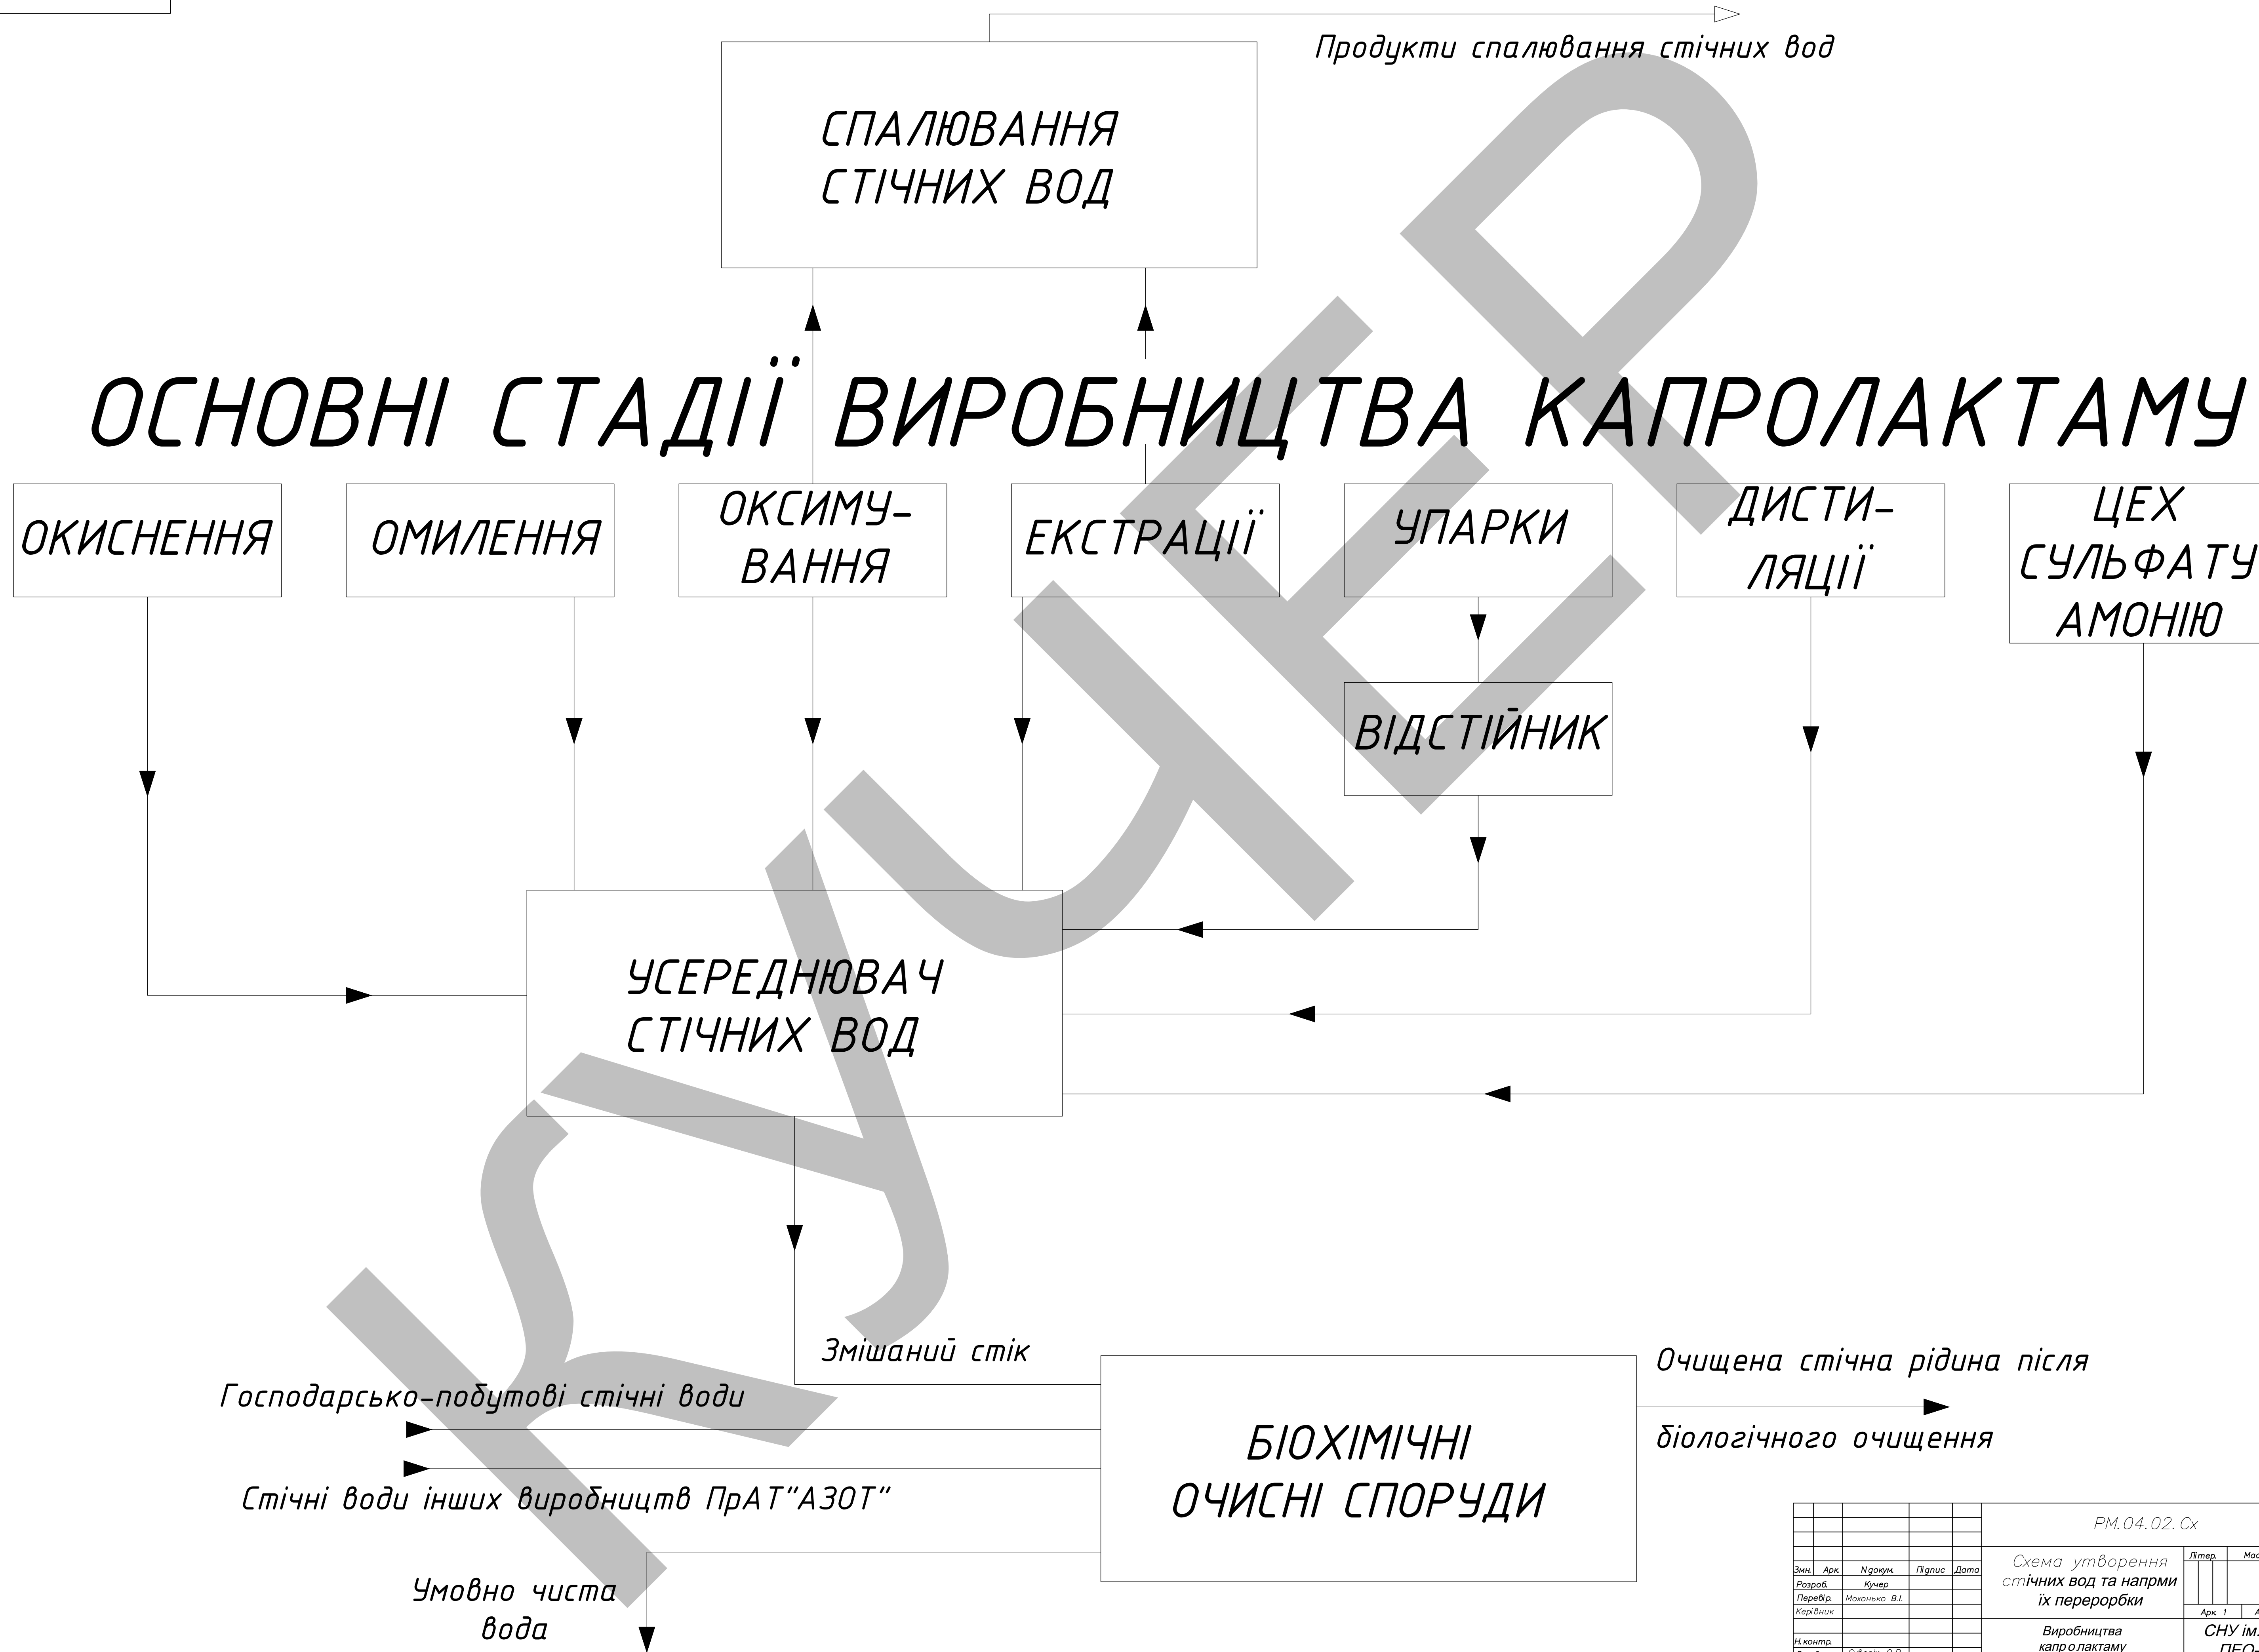 Продукти спалювання стічних вод
СПАЛЮВАННЯ
СТІЧНИХ ВОД
ОСНОВНІ СТАДІЇ ВИРОБНИЦТВА КАПРОЛАКТАМУ
ОКИСНЕННЯ
ОМИЛЕННЯ
ОКСИМУ-
ВАННЯ
ЕКСТРАЦІЇ
УПАРКИ
ДИСТИ-
ЛЯЦІЇ
ЦЕХ
СУЛЬФАТУ
АМОНІЮ
ВІДСТІЙНИК
УСЕРЕДНЮВАЧ
СТІЧНИХ ВОД
КУЧЕР
Змішаний стік
Господарсько-побутові стічні води
Стічні води інших виробництв ПрАТ"АЗОТ"
Умовно чиста
вода
БІОХІМІЧНІ
ОЧИСНІ СПОРУДИ
Очищена стічна рідина після
біологічного очищення
РМ.04.02.Сх
Схема утворення
стічних вод та напрми
їх перерорбки
Літер.
Змн. Арк. N докум. Підпис Дата
Розроб. Кучер
Перевір. Мохонько В.І.
Керівник
Арк. 1
Н. контр.
Виробництва
капролактаму
СНУ ім.